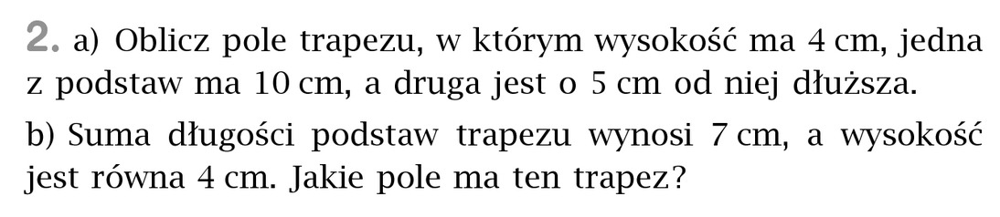 2. a) Oblicz pole trapezu, w którym wysokość ma 4 cm, jedna
z podstaw ma 10 cm, a druga jest o 5 cm od niej dłuższa.
b) Suma długości podstaw trapezu wynosi 7 cm, a wysokość
jest równa 4 cm. Jakie pole ma ten trapez?